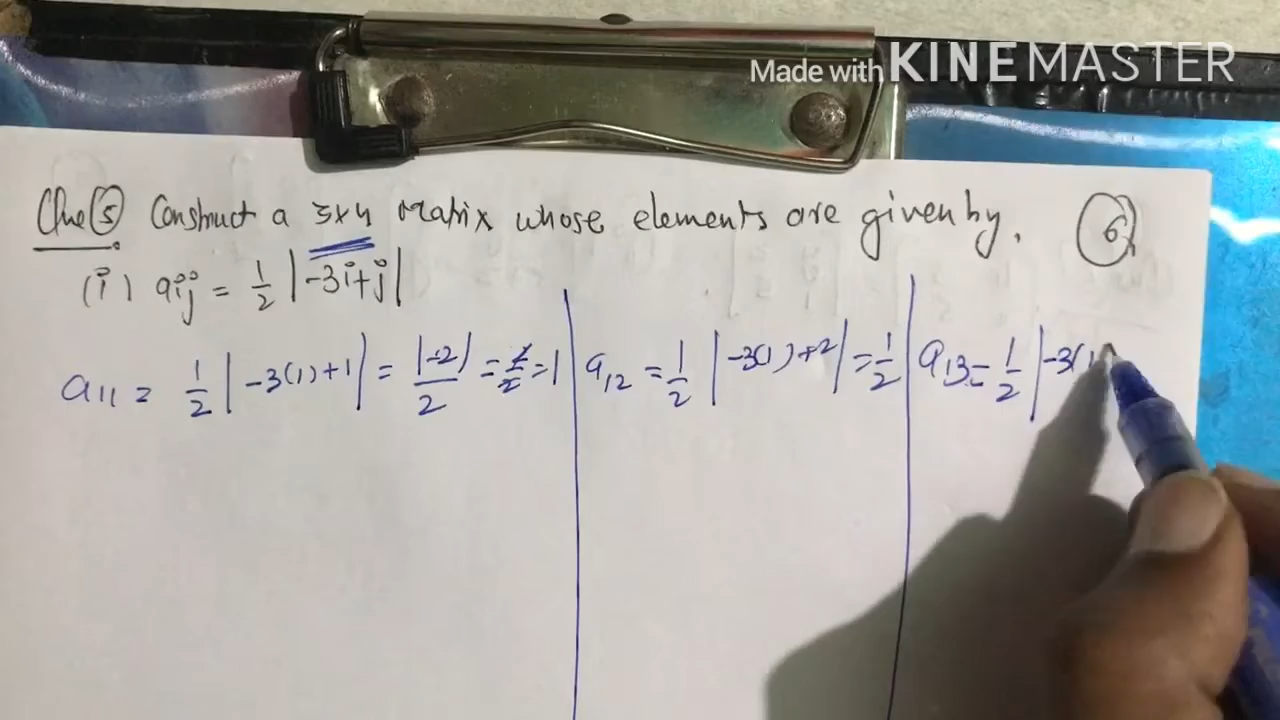 Made with KINEMASTER
Que (5) Construct a 3x4 Matrix whose elements are given by. (6)
(i) aij = 1/2 |-3i+j|
a11 = 1/2 |-3(1)+1| = |-2|/2 = 2/2 = 1 | a12 = 1/2 |-3(1)+2| = 1/2 | a13 = 1/2 |-3(1